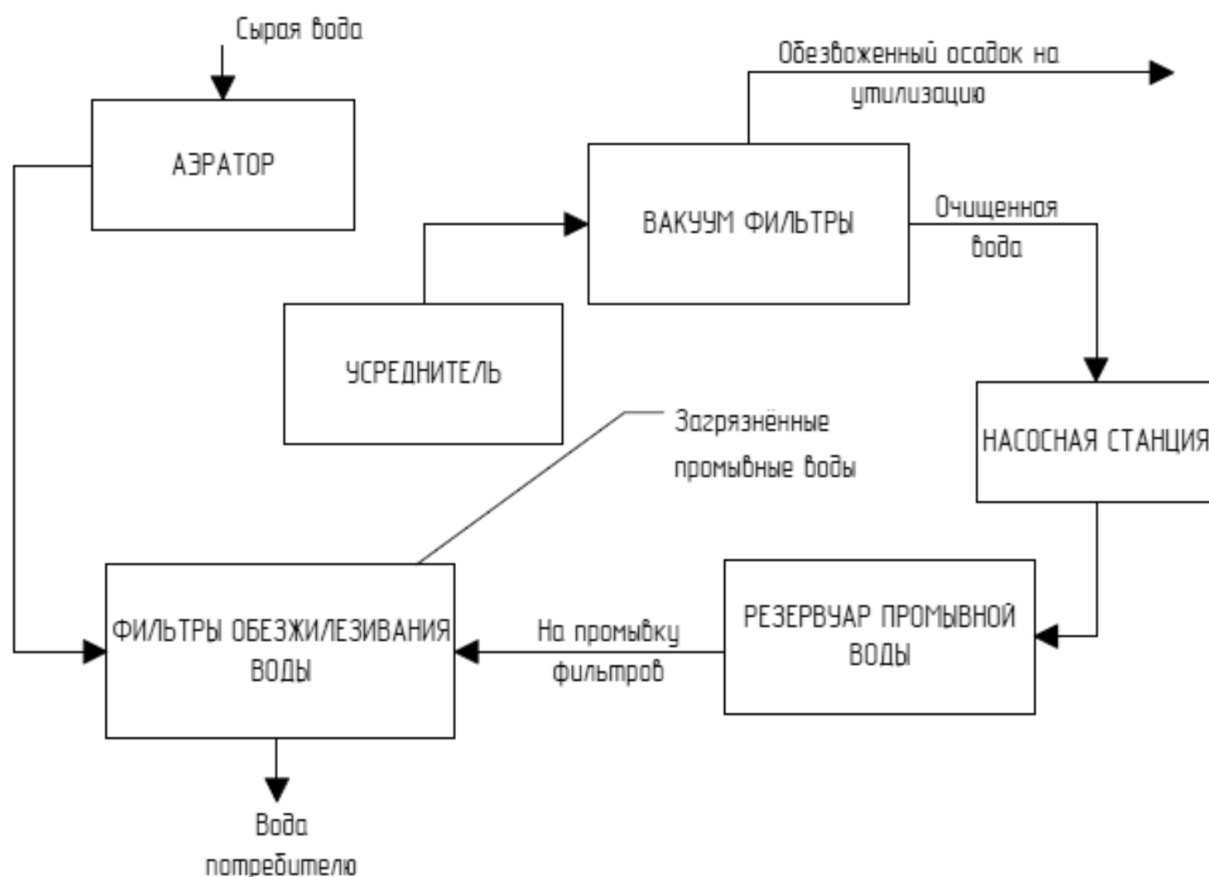 Сырая вода
Обезвоженный осадок на
утилизацию
АЭРАТОР
ВАКУУМ ФИЛЬТРЫ
Очищенная
вода
УСРЕДНИТЕЛЬ
Загрязнённые
промывные воды
НАСОСНАЯ СТАНЦИЯ
ФИЛЬТРЫ ОБЕЗЖИЛЕЗИВАНИЯ
ВОДЫ
На промывку
фильтров
РЕЗЕРВУАР ПРОМЫВНОЙ
ВОДЫ
Вода
потребителю